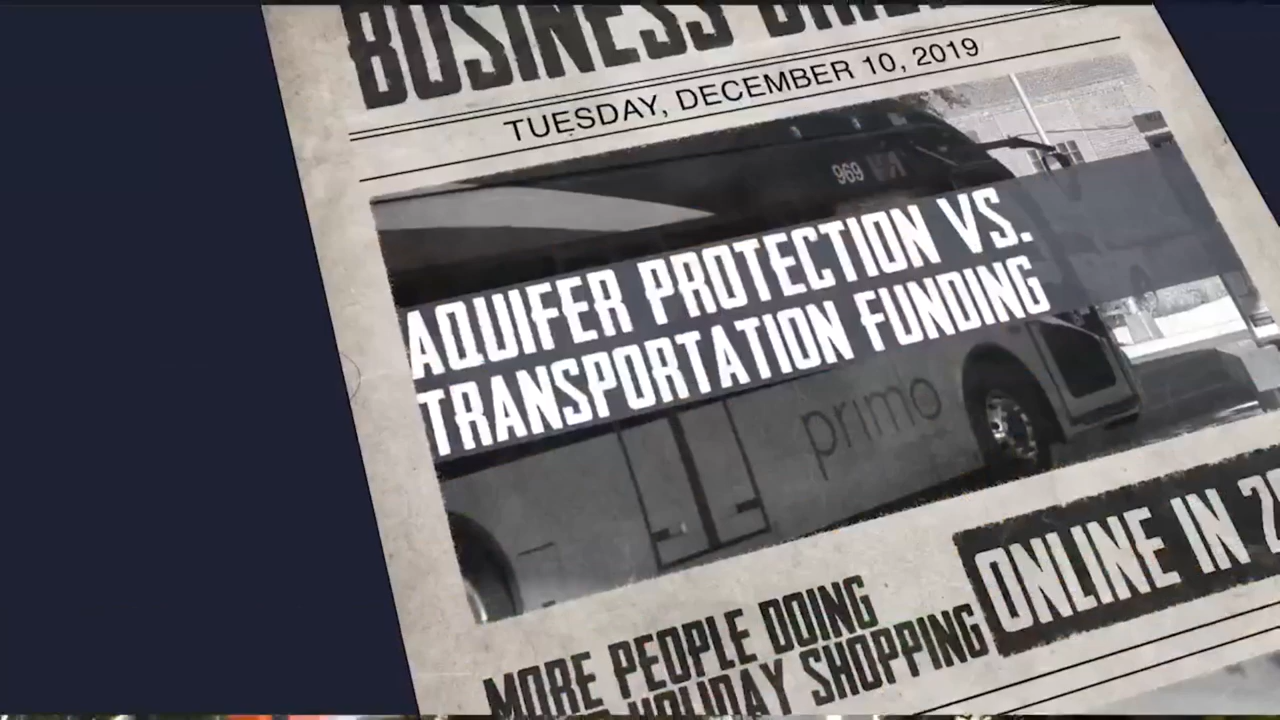 BUSINESS
TUESDAY, DECEMBER 10, 2019
969 VIA
AQUIFER PROTECTION VS.
TRANSPORTATION FUNDING
primo
ONLINE IN
MORE PEOPLE DOING
HOLIDAY SHOPPING